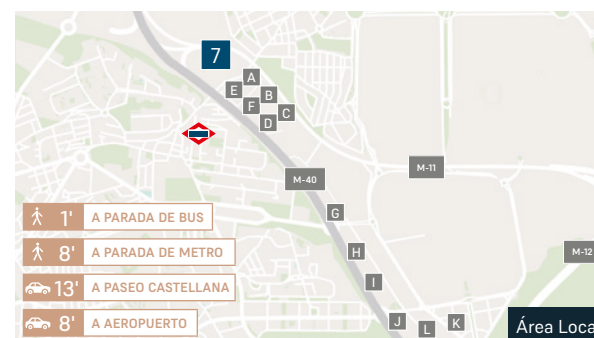 7
A
E
B
F
C
D
M-11
M-40
G
H
M-12
I
1' A PARADA DE BUS
8' A PARADA DE METRO
13' A PASEO CASTELLANA
8' A AEROPUERTO
J
L
K
Área Loca